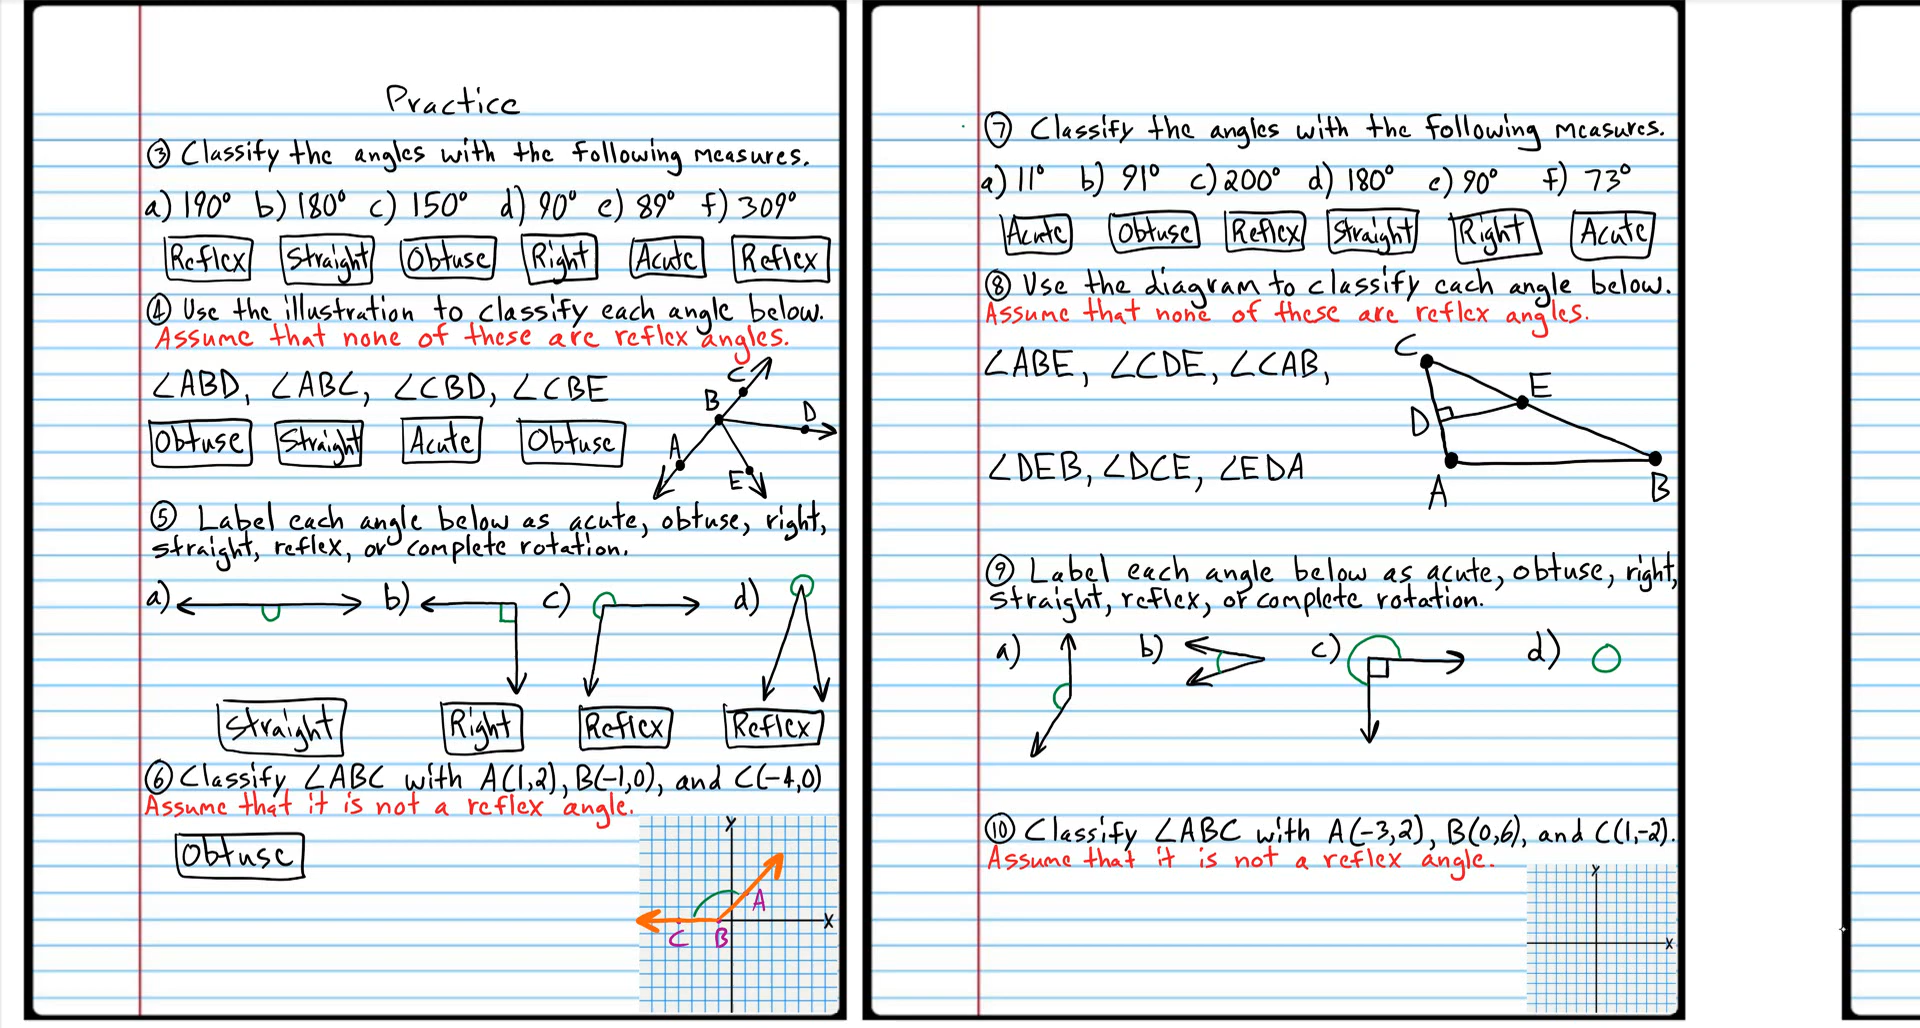 Practice
③ Classify the angles with the following measures.
a) 190° b) 180° c) 150° d) 90° e) 89° f) 309°
Reflex Straight Obtuse Right Acute Reflex
④ Use the illustration to classify each angle below.
Assume that none of these are reflex angles.
∠ABD, ∠ABC, ∠CBD, ∠CBE
Obtuse Straight Acute Obtuse
C
B
D
A
E
⑤ Label each angle below as acute, obtuse, right,
straight, reflex, or complete rotation.
a) b) c) d)
Straight Right Reflex Reflex
⑥ Classify ∠ABC with A(1,2), B(-1,0), and C(-4,0)
Assume that it is not a reflex angle.
Obtuse
y
A
x
C B
⑦ Classify the angles with the following measures.
a) 11° b) 91° c) 200° d) 180° e) 90° f) 73°
Acute Obtuse Reflex Straight Right Acute
⑧ Use the diagram to classify each angle below.
Assume that none of these are reflex angles.
∠ABE, ∠CDE, ∠CAB,
∠DEB, ∠DCE, ∠EDA
C
E
D
A B
⑨ Label each angle below as acute, obtuse, right,
straight, reflex, or complete rotation.
a) b) c) d)
⑩ Classify ∠ABC with A(-3,2), B(0,6), and C(1,-2).
Assume that it is not a reflex angle.
y
x